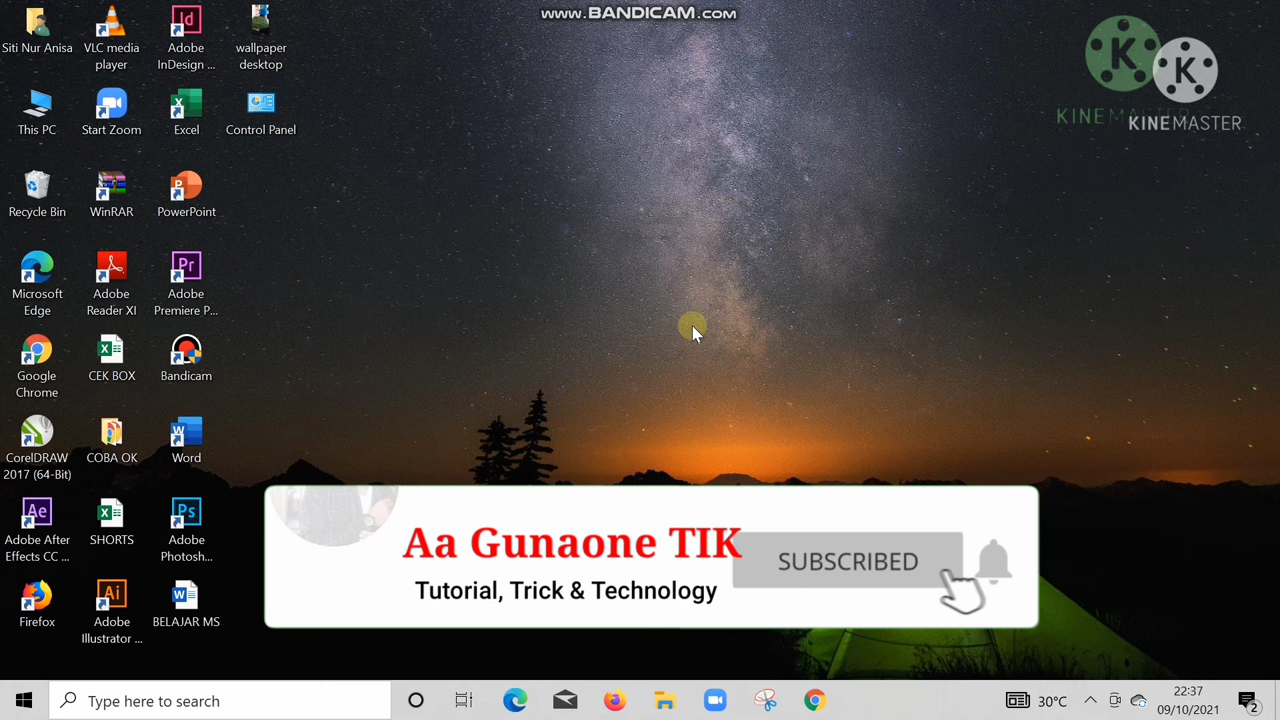 www.BANDICAM.com
KINEMASTER
KINEM
Siti Nur Anisa
VLC media
player
Adobe
InDesign ...
wallpaper
desktop
This PC
Start Zoom
Excel
Control Panel
Recycle Bin
WinRAR
PowerPoint
Microsoft
Edge
Adobe
Reader XI
Adobe
Premiere P...
Google
Chrome
CEK BOX
Bandicam
CorelDRAW
2017 (64-Bit)
COBA OK
Word
Adobe After
Effects CC ...
SHORTS
Adobe
Photosh...
Firefox
Adobe
Illustrator ...
BELAJAR MS
Aa Gunaone TIK
Tutorial, Trick & Technology
SUBSCRIBED
Type here to search
30°C
22:37
09/10/2021
2